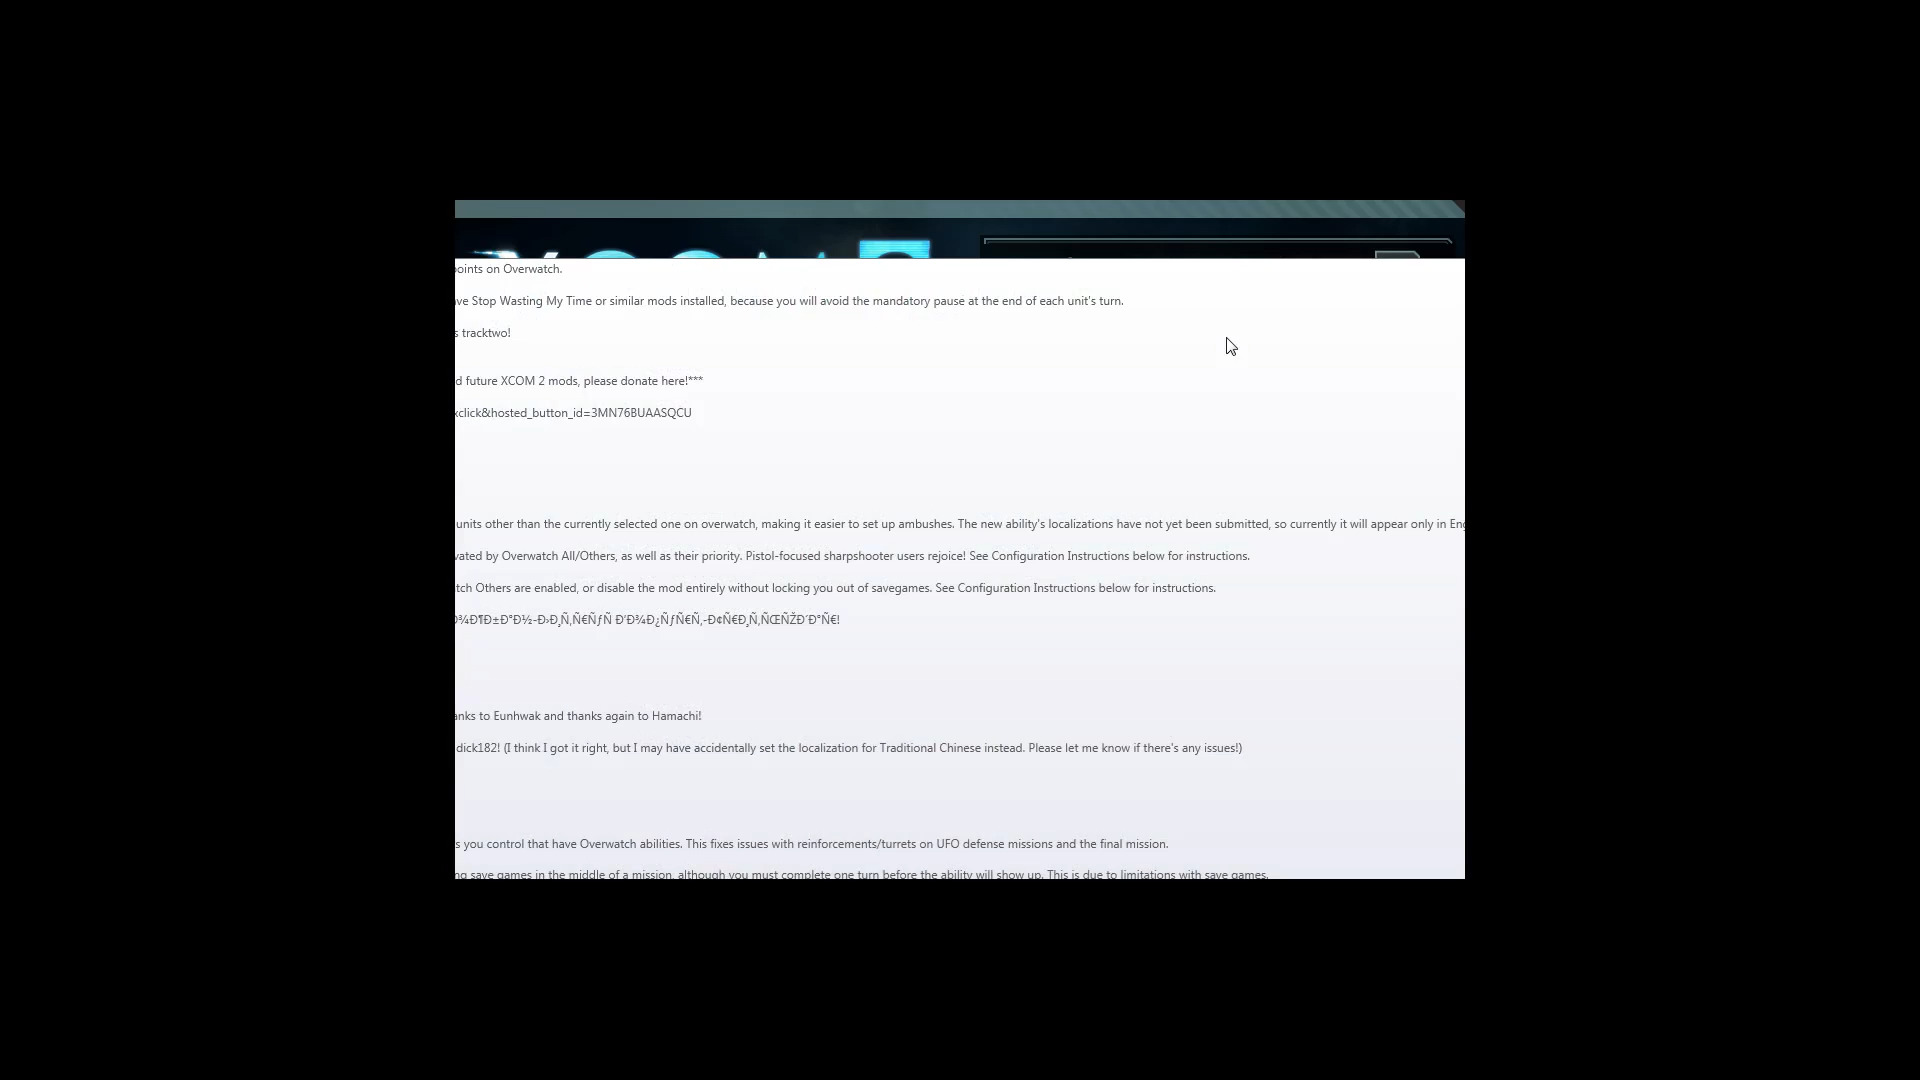 points on Overwatch.
ve Stop Wasting My Time or similar mods installed, because you will avoid the mandatory pause at the end of each unit's turn.
s tracktwo!
d future XCOM 2 mods, please donate here!***
xclick&hosted_button_id=3MN76BUAASQCU
units other than the currently selected one on overwatch, making it easier to set up ambushes. The new ability's localizations have not yet been submitted, so currently it will appear only in Eng
vated by Overwatch All/Others, as well as their priority. Pistol-focused sharpshooter users rejoice! See Configuration Instructions below for instructions.
tch Others are enabled, or disable the mod entirely without locking you out of savegames. See Configuration Instructions below for instructions.
anks to Eunhwak and thanks again to Hamachi!
dick182! (I think I got it right, but I may have accidentally set the localization for Traditional Chinese instead. Please let me know if there's any issues!)
s you control that have Overwatch abilities. This fixes issues with reinforcements/turrets on UFO defense missions and the final mission.
ng save games in the middle of a mission, although you must complete one turn before the ability will show up. This is due to limitations with save games.